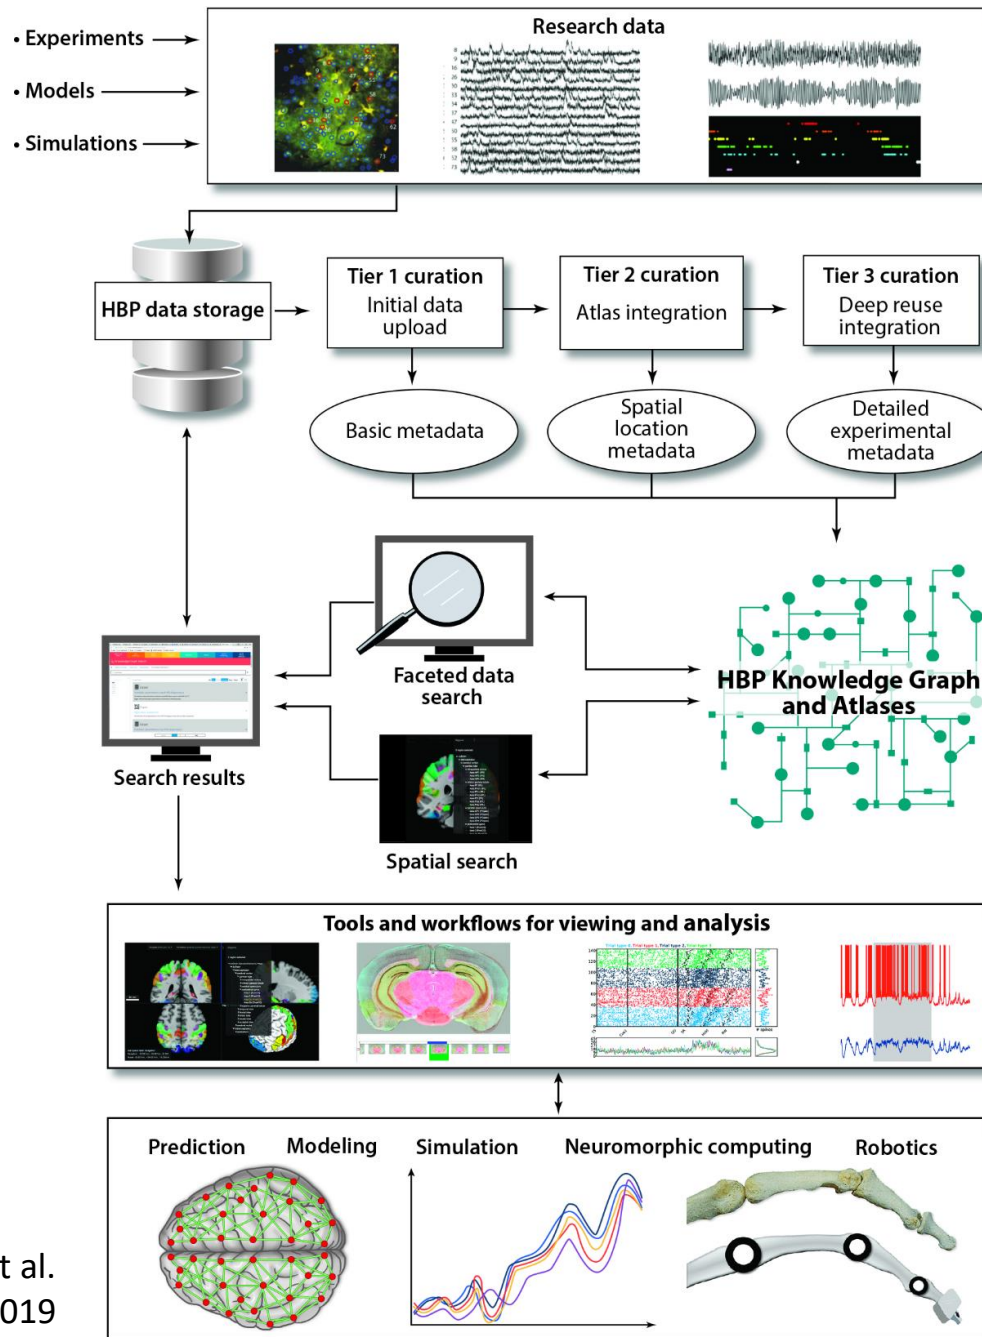 Research data
• Experiments
• Models
• Simulations
HBP data storage
Tier 1 curation
Initial data
upload
Tier 2 curation
Atlas integration
Tier 3 curation
Deep reuse
integration
Basic metadata
Spatial
location
metadata
Detailed
experimental
metadata
Faceted data
search
HBP Knowledge Graph
and Atlases
Search results
Spatial search
Tools and workflows for viewing and analysis
Prediction
Modeling
Simulation
Neuromorphic computing
Robotics
t al.
019